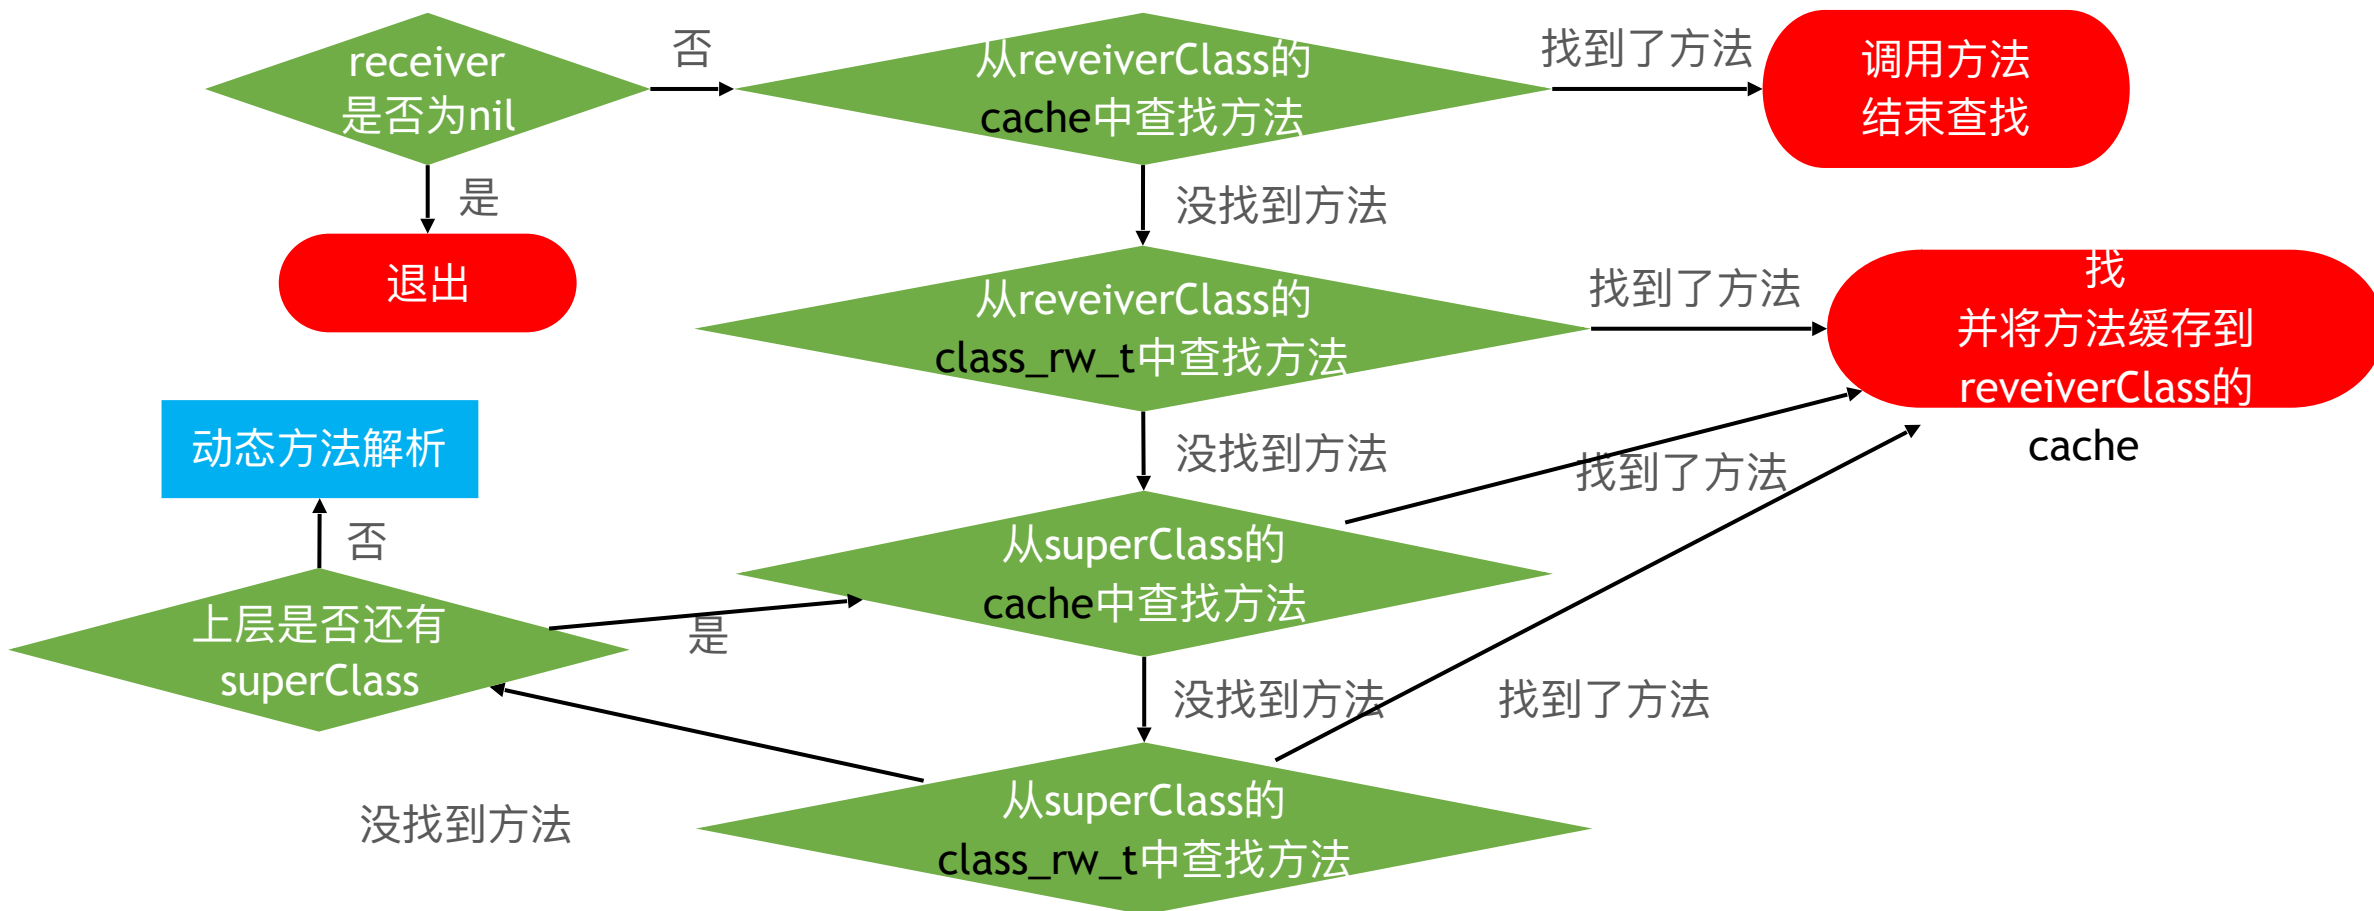 receiver
是否为nil
否
从reveiverClass的
cache中查找方法
找到了方法
调用方法
结束查找
是
没找到方法
退出
从reveiverClass的
class_rw_t中查找方法
找到了方法
找
并将方法缓存到
reveiverClass的
cache
动态方法解析
没找到方法
找到了方法
否
从superClass的
cache中查找方法
上层是否还有
superClass
是
没找到方法
找到了方法
没找到方法
从superClass的
class_rw_t中查找方法